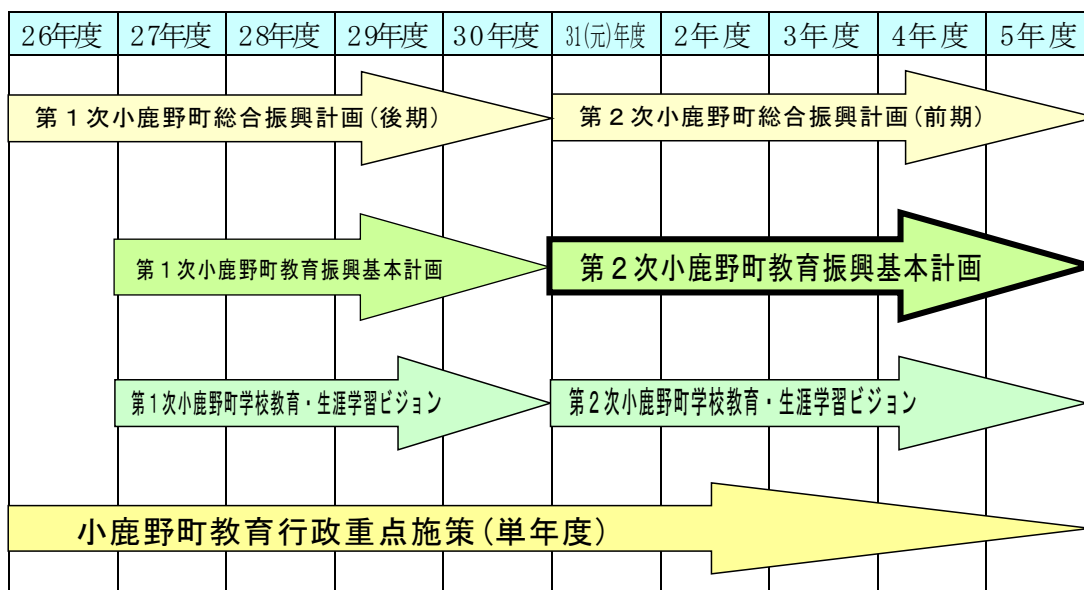 26年度 27年度 28年度 29年度 30年度 31(元)年度 2年度 3年度 4年度 5年度
第1次小鹿野町総合振興計画(後期) 第2次小鹿野町総合振興計画(前期)
第1次小鹿野町教育振興基本計画 第2次小鹿野町教育振興基本計画
第1次小鹿野町学校教育・生涯学習ビジョン 第2次小鹿野町学校教育・生涯学習ビジョン
小鹿野町教育行政重点施策(単年度)